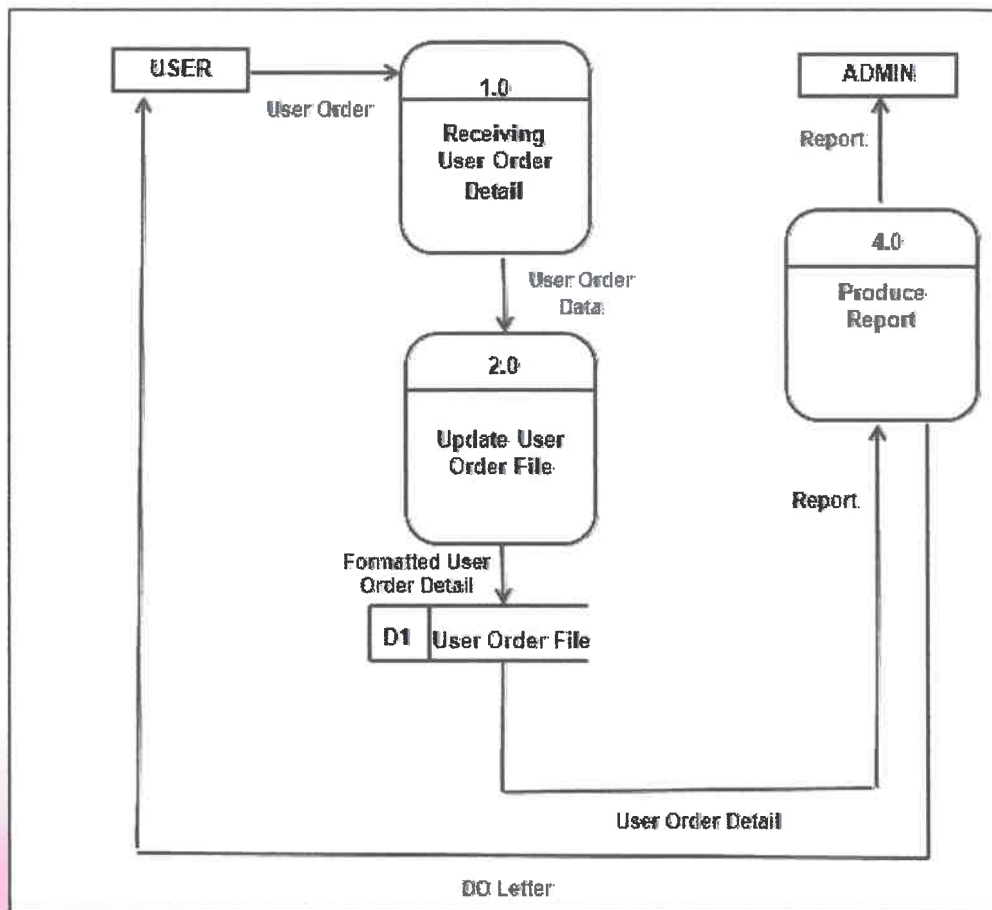 USER
User Order
1.0
Receiving
User Order
Detail
ADMIN
Report
4.0
Produce
Report
User Order
Data
2.0
Update User
Order File
Report
Formatted User
Order Detail
D1
User Order File
User Order Detail
DO Letter